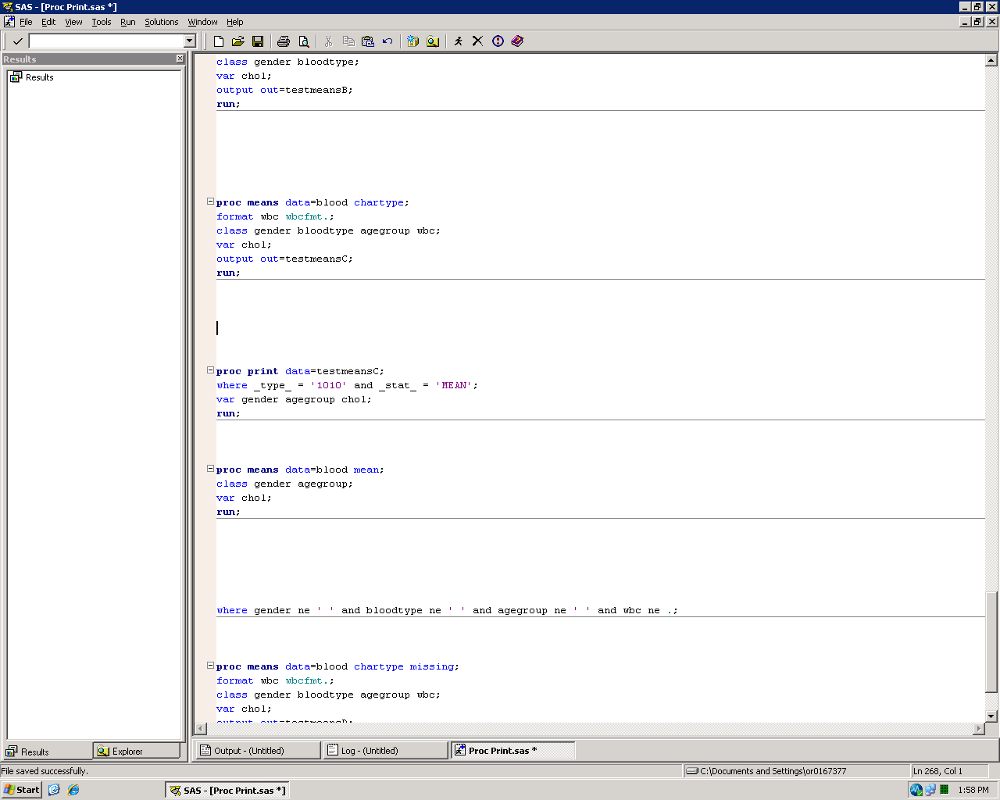 SAS - [Proc Print.sas *]
File Edit View Tools Run Solutions Window Help
Results
Results
class gender bloodtype;
var chol;
output out=testmeansB;
run;
proc means data=blood chartype;
format wbc wbcfmt.;
class gender bloodtype agegroup wbc;
var chol;
output out=testmeansC;
run;
proc print data=testmeansC;
where _type_ = '1010' and _stat_ = 'MEAN';
var gender agegroup chol;
run;
proc means data=blood mean;
class gender agegroup;
var chol;
run;
where gender ne ' ' and bloodtype ne ' ' and agegroup ne ' ' and wbc ne .;
proc means data=blood chartype missing;
format wbc wbcfmt.;
class gender bloodtype agegroup wbc;
var chol;
output out=testmeansD;
Results Explorer
Output - (Untitled) Log - (Untitled) Proc Print.sas *
File saved successfully. C:\Documents and Settings\or0167377 Ln 268, Col 1
Start SAS - [Proc Print.sas *] 1:58 PM